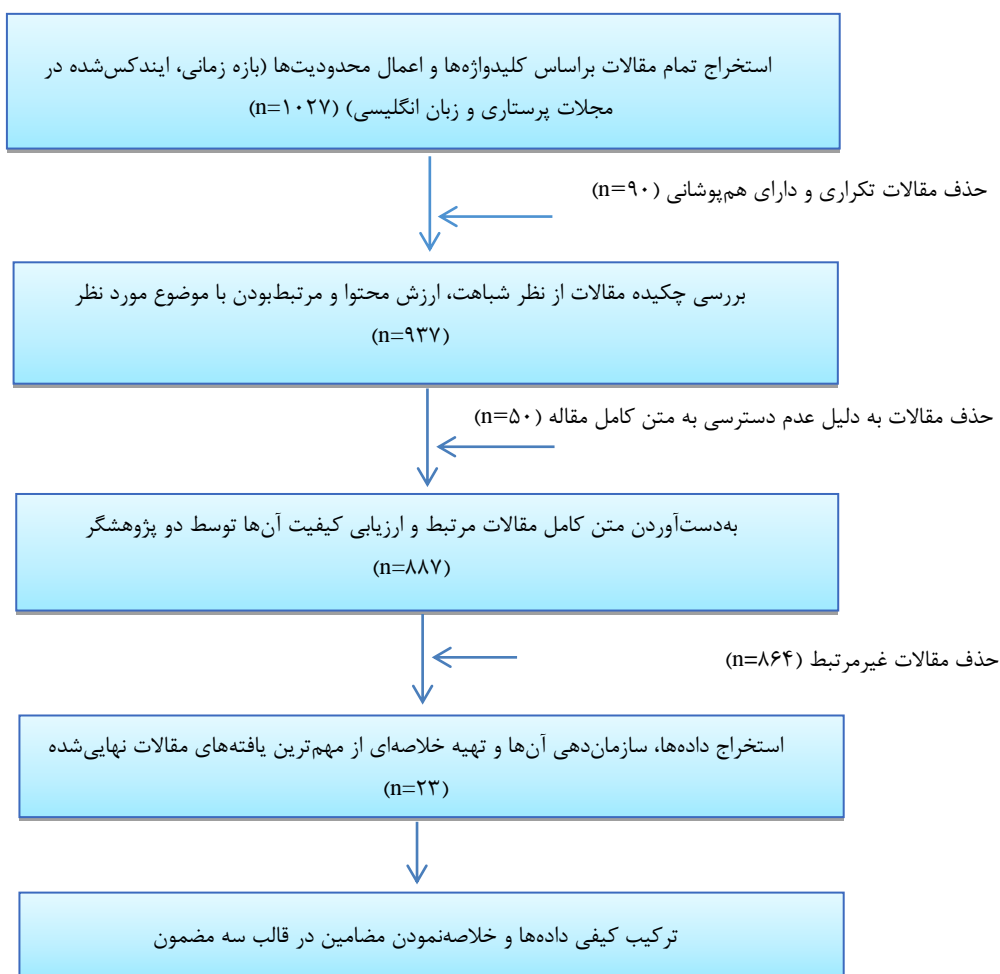 استخراج تمام مقالات براساس کلیدواژه‌ها و اعمال محدودیت‌ها (بازه زمانی، ایندکس‌شده در
مجلات پرستاری و زبان انگلیسی) (n=۱۰۲۷)
حذف مقالات تکراری و دارای هم‌پوشانی (n=۹۰)
بررسی چکیده مقالات از نظر شباهت، ارزش محتوا و مرتبط‌بودن با موضوع مورد نظر
(n=۹۳۷)
حذف مقالات به دلیل عدم دسترسی به متن کامل مقاله (n=۵۰)
به‌دست‌آوردن متن کامل مقالات مرتبط و ارزیابی کیفیت آن‌ها توسط دو پژوهشگر
(n=۸۸۷)
حذف مقالات غیرمرتبط (n=۸۶۴)
استخراج داده‌ها، سازمان‌دهی آن‌ها و تهیه خلاصه‌ای از مهم‌ترین یافته‌های مقالات نهایی‌شده
(n=۲۳)
ترکیب کیفی داده‌ها و خلاصه‌نمودن مضامین در قالب سه مضمون